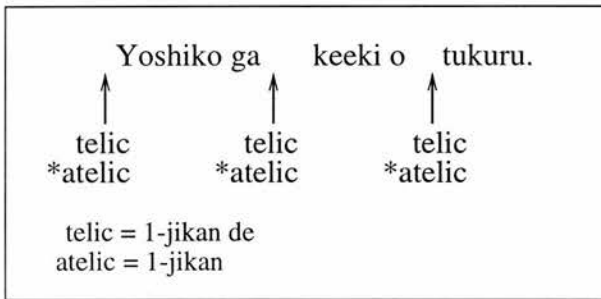 Yoshiko ga keeki o tukuru.
telic telic telic
*atelic *atelic *atelic
telic = 1-jikan de
atelic = 1-jikan